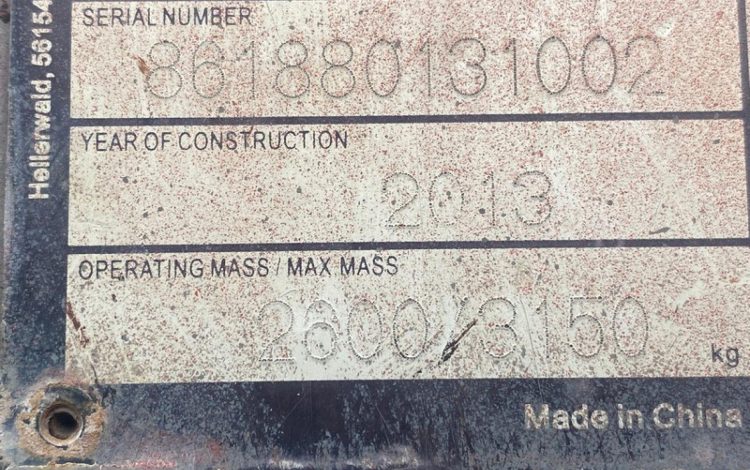 Hellerwald, 56154
SERIAL NUMBER
861880131002
YEAR OF CONSTRUCTION
2013
OPERATING MASS / MAX MASS
2600/3150
kg
Made in China